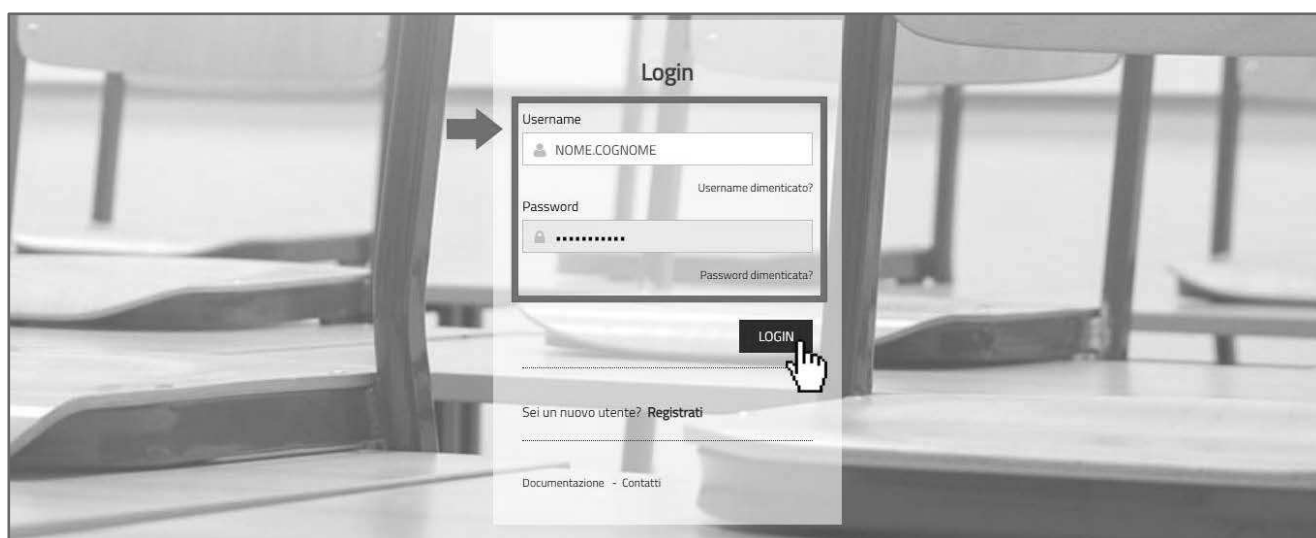 Login
Username
NOME.COGNOME
Username dimenticato?
Password
Password dimenticata?
LOGIN
Sei un nuovo utente? Registrati
Documentazione - Contatti